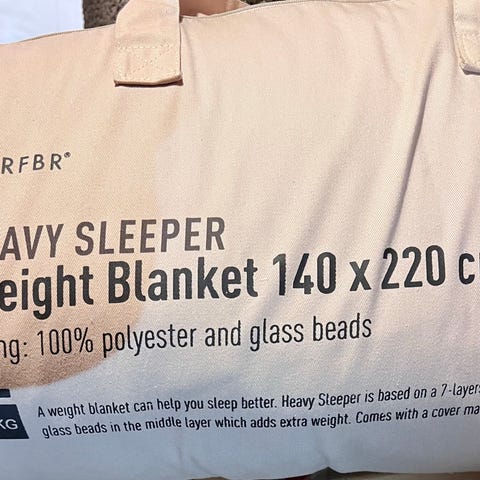 RFBR®
AVY SLEEPER
eight Blanket 140 x 220 c
ng: 100% polyester and glass beads
KG
A weight blanket can help you sleep better. Heavy Sleeper is based on a 7-layers
glass beads in the middle layer which adds extra weight. Comes with a cover ma